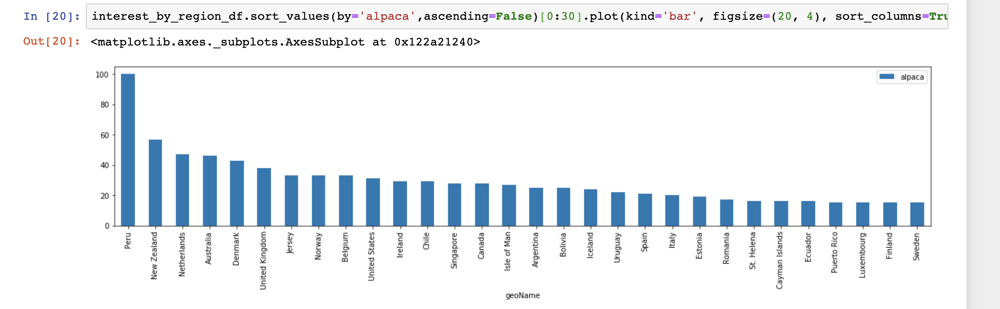 In [20]: interest_by_region_df.sort_values(by='alpaca',ascending=False)[0:30].plot(kind='bar', figsize=(20, 4), sort_columns=Tru
Out[20]: <matplotlib.axes._subplots.AxesSubplot at 0x122a21240>
alpaca
100
80
60
40
20
0
Peru
New Zealand
Netherlands
Australia
Denmark
United Kingdom
Jersey
Norway
Belgium
United States
Ireland
Chile
Singapore
Canada
Isle of Man
Argentina
Bolivia
Iceland
Uruguay
Spain
Italy
Estonia
Romania
St. Helena
Cayman Islands
Ecuador
Puerto Rico
Luxembourg
Finland
Sweden
geoName